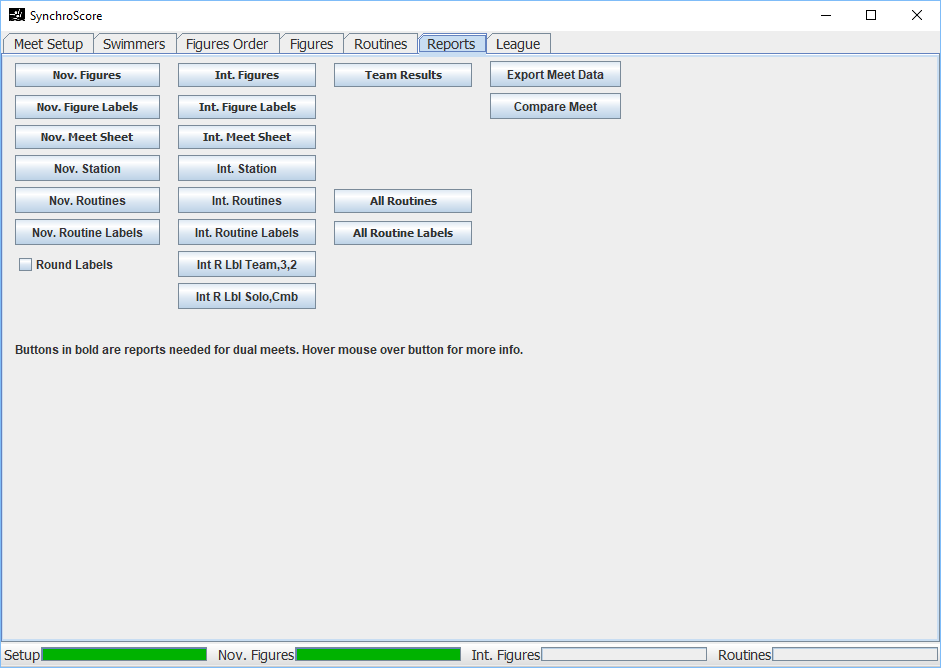 SynchroScore
Meet Setup Swimmers Figures Order Figures Routines Reports League
Nov. Figures Int. Figures Team Results Export Meet Data
Nov. Figure Labels Int. Figure Labels Compare Meet
Nov. Meet Sheet Int. Meet Sheet
Nov. Station Int. Station
Nov. Routines Int. Routines All Routines
Nov. Routine Labels Int. Routine Labels All Routine Labels
Round Labels Int R Lbl Team,3,2
Int R Lbl Solo,Cmb
Buttons in bold are reports needed for dual meets. Hover mouse over button for more info.
Setup Nov. Figures Int. Figures Routines